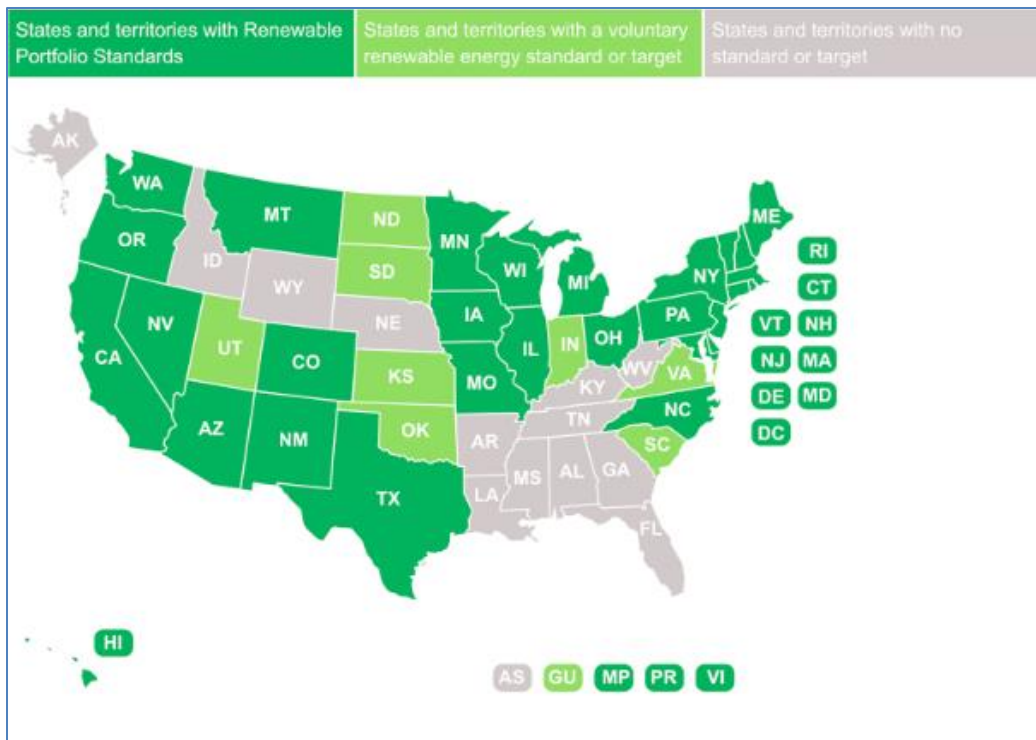 States and territories with Renewable
Portfolio Standards
States and territories with a voluntary
renewable energy standard or target
States and territories with no
standard or target
AK
WA
MT
ND
MN
ME
OR
ID
SD
WI
MI
NY
RI
WY
CT
NV
NE
IA
PA
VT
NH
CA
UT
CO
IL
IN
OH
NJ
MA
KS
MO
WV
VA
KY
DE
MD
AZ
NM
OK
AR
TN
NC
DC
SC
TX
MS
AL
GA
LA
FL
HI
AS
GU
MP
PR
VI